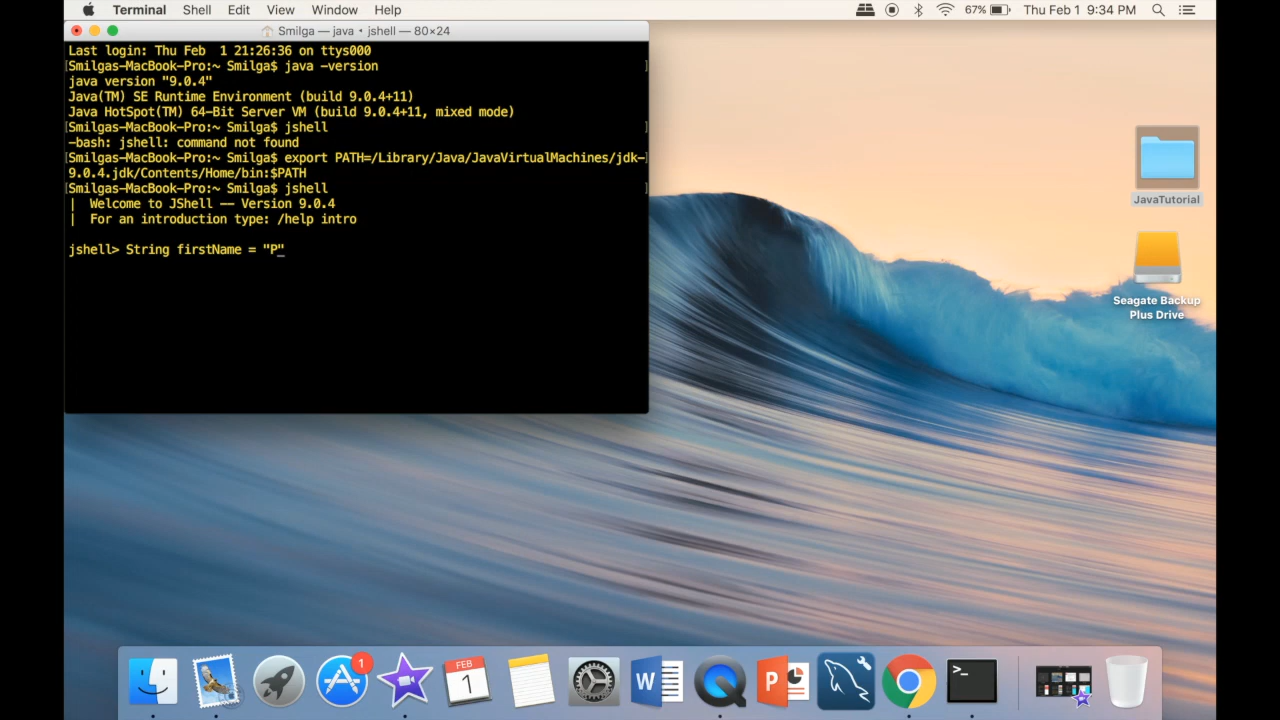 Terminal Shell Edit View Window Help 67% Thu Feb 1 9:34 PM
Smilga — java • jshell — 80×24
Last login: Thu Feb  1 21:26:36 on ttys000
[Smilgas-MacBook-Pro:~ Smilga$ java -version ]
java version "9.0.4"
Java(TM) SE Runtime Environment (build 9.0.4+11)
Java HotSpot(TM) 64-Bit Server VM (build 9.0.4+11, mixed mode)
[Smilgas-MacBook-Pro:~ Smilga$ jshell ]
-bash: jshell: command not found
[Smilgas-MacBook-Pro:~ Smilga$ export PATH=/Library/Java/JavaVirtualMachines/jdk-]
9.0.4.jdk/Contents/Home/bin:$PATH
[Smilgas-MacBook-Pro:~ Smilga$ jshell ]
|  Welcome to JShell -- Version 9.0.4
|  For an introduction type: /help intro
jshell> String firstName = "P"_
JavaTutorial
Seagate Backup
Plus Drive
1
FEB
1
W
P
>_